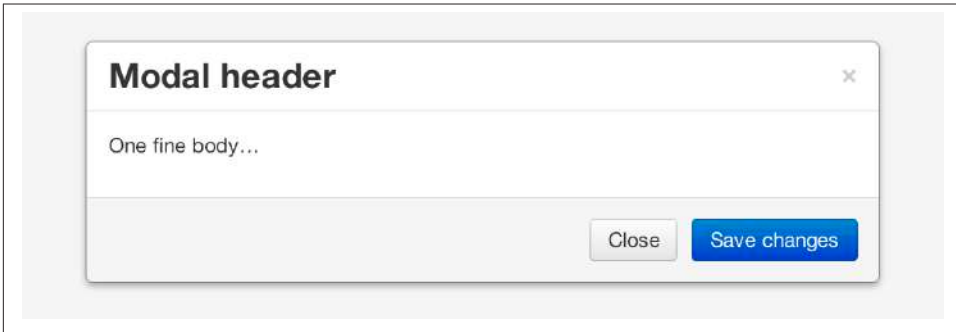 Modal header ×
One fine body…
Close Save changes